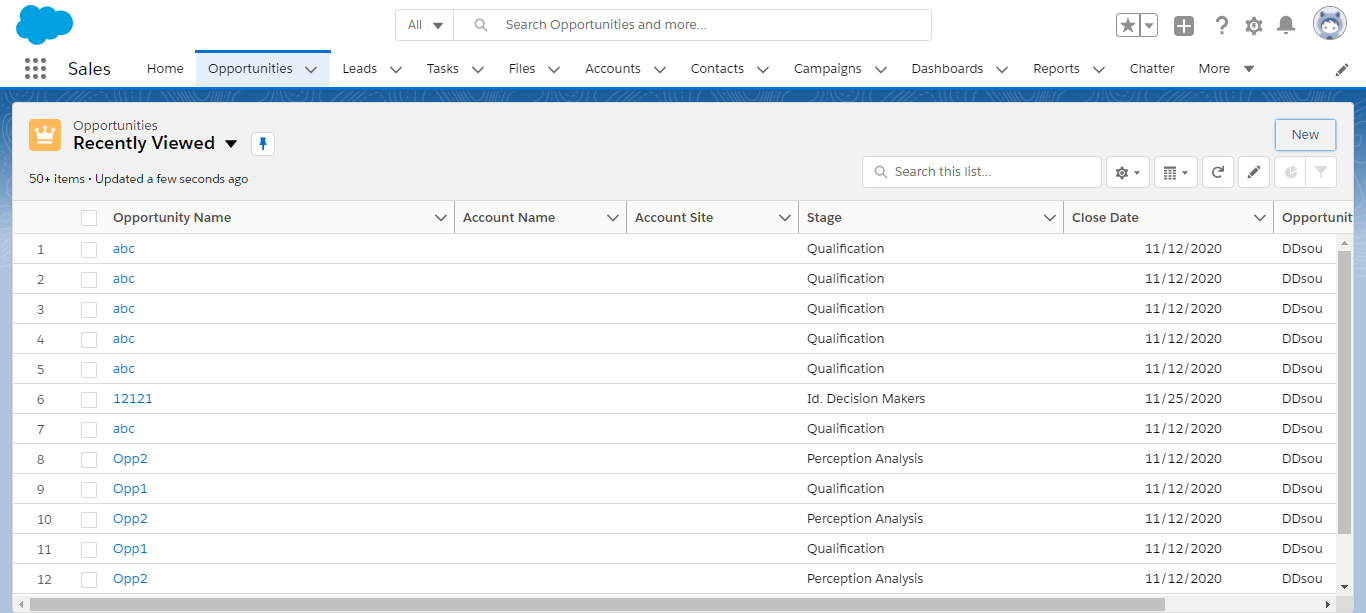 All Search Opportunities and more...
Sales Home Opportunities Leads Tasks Files Accounts Contacts Campaigns Dashboards Reports Chatter More
Opportunities
Recently Viewed
New
50+ items • Updated a few seconds ago
Search this list...
Opportunity Name Account Name Account Site Stage Close Date Opportunit
1 abc Qualification 11/12/2020 DDsou
2 abc Qualification 11/12/2020 DDsou
3 abc Qualification 11/12/2020 DDsou
4 abc Qualification 11/12/2020 DDsou
5 abc Qualification 11/12/2020 DDsou
6 12121 Id. Decision Makers 11/25/2020 DDsou
7 abc Qualification 11/12/2020 DDsou
8 Opp2 Perception Analysis 11/12/2020 DDsou
9 Opp1 Qualification 11/12/2020 DDsou
10 Opp2 Perception Analysis 11/12/2020 DDsou
11 Opp1 Qualification 11/12/2020 DDsou
12 Opp2 Perception Analysis 11/12/2020 DDsou